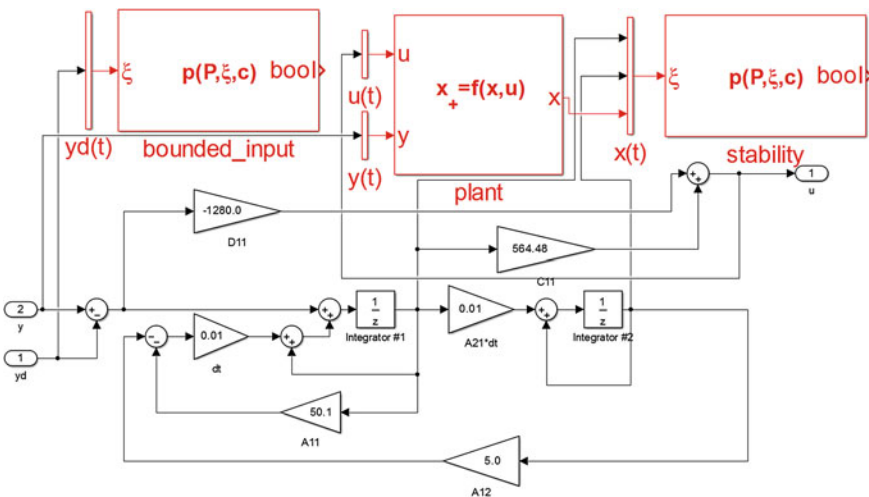 ξ
p(P,ξ,c)
bool
yd(t)
bounded_input
u
u(t)
x₊=f(x,u)
x
y
y(t)
plant
ξ
p(P,ξ,c)
bool
x(t)
stability
-1280.0
D11
+
+
1
u
564.48
C11
2
y
+
−
1
yd
−
−
0.01
dt
+
+
+
+
1
z
Integrator #1
0.01
A21*dt
+
+
1
z
Integrator #2
50.1
A11
5.0
A12